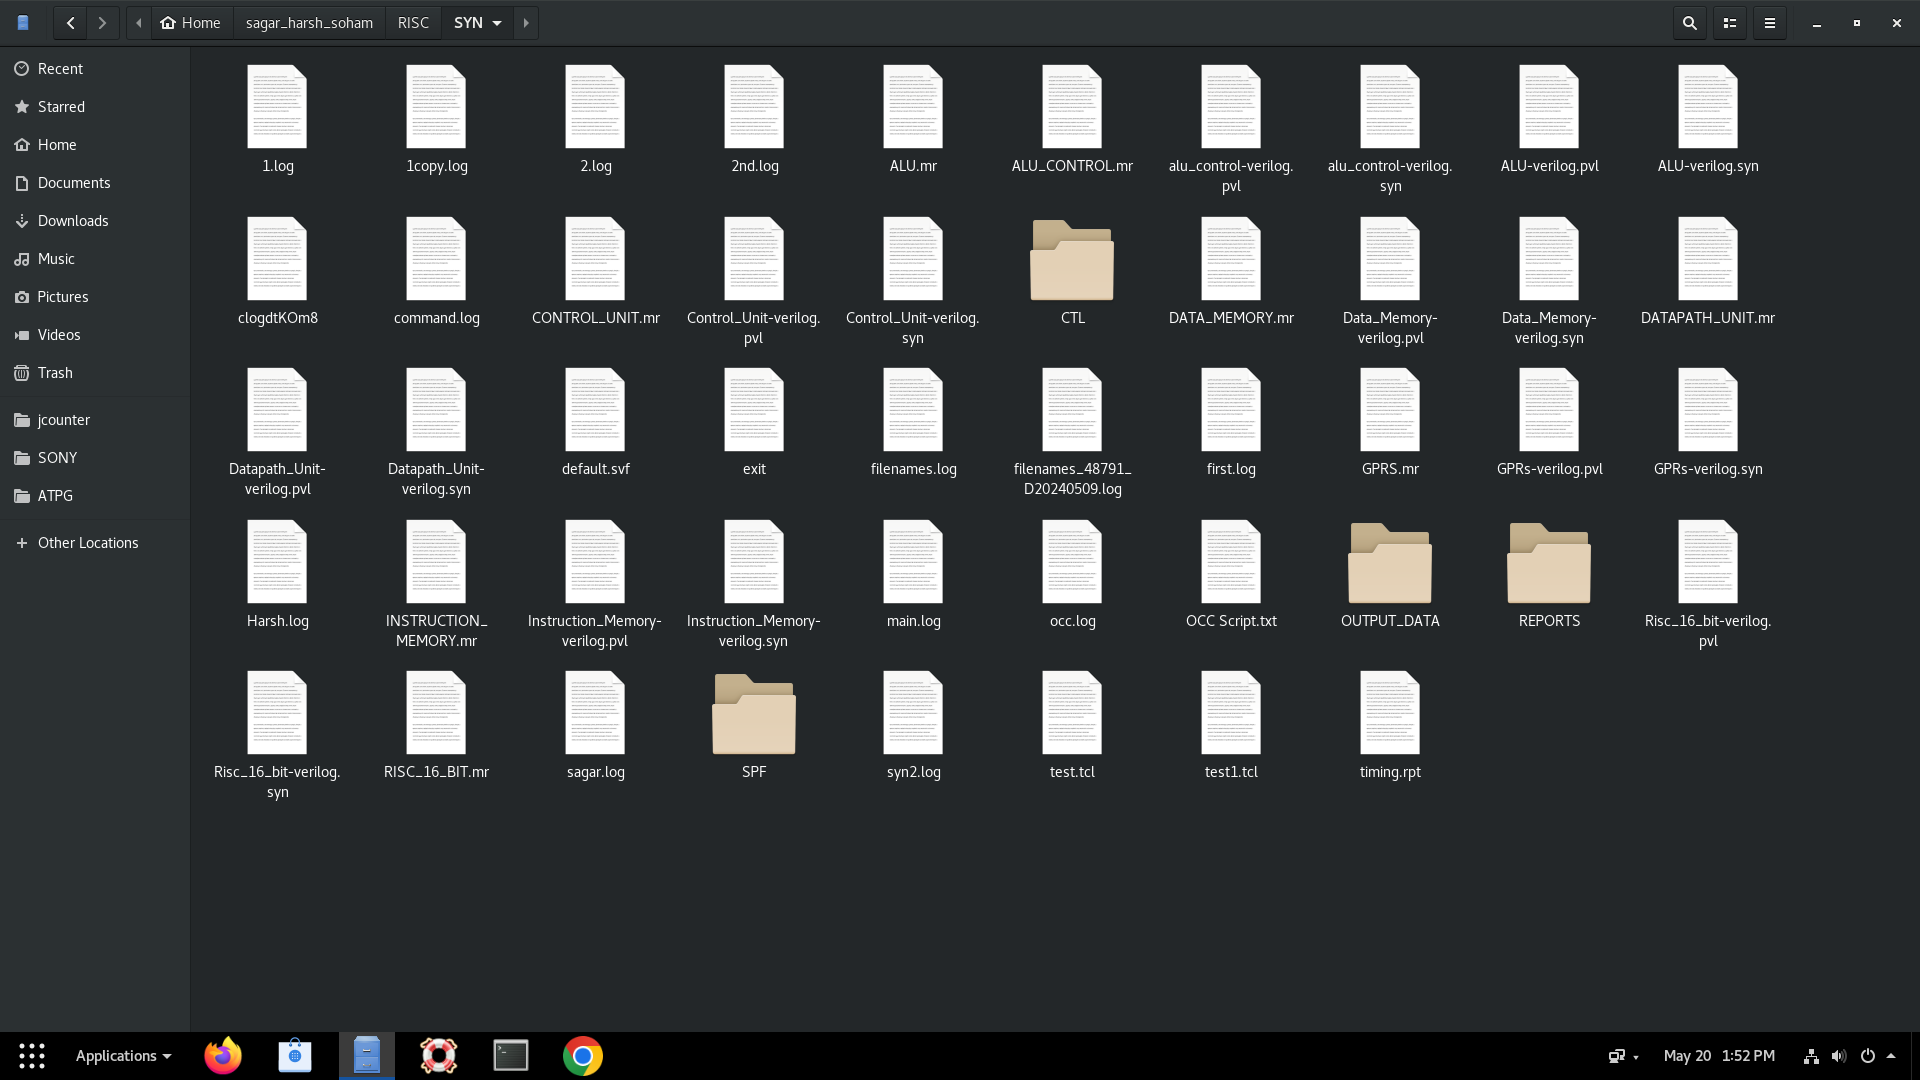 Home
sagar_harsh_soham
RISC
SYN
Recent
Starred
Home
Documents
Downloads
Music
Pictures
Videos
Trash
jcounter
SONY
ATPG
Other Locations
1.log
1copy.log
2.log
2nd.log
ALU.mr
ALU_CONTROL.mr
alu_control-verilog.
pvl
alu_control-verilog.
syn
ALU-verilog.pvl
ALU-verilog.syn
clogdtKOm8
command.log
CONTROL_UNIT.mr
Control_Unit-verilog.
pvl
Control_Unit-verilog.
syn
CTL
DATA_MEMORY.mr
Data_Memory-
verilog.pvl
Data_Memory-
verilog.syn
DATAPATH_UNIT.mr
Datapath_Unit-
verilog.pvl
Datapath_Unit-
verilog.syn
default.svf
exit
filenames.log
filenames_48791_
D20240509.log
first.log
GPRS.mr
GPRs-verilog.pvl
GPRs-verilog.syn
Harsh.log
INSTRUCTION_
MEMORY.mr
Instruction_Memory-
verilog.pvl
Instruction_Memory-
verilog.syn
main.log
occ.log
OCC Script.txt
OUTPUT_DATA
REPORTS
Risc_16_bit-verilog.
pvl
Risc_16_bit-verilog.
syn
RISC_16_BIT.mr
sagar.log
SPF
syn2.log
test.tcl
test1.tcl
timing.rpt
Applications
May 20 1:52 PM